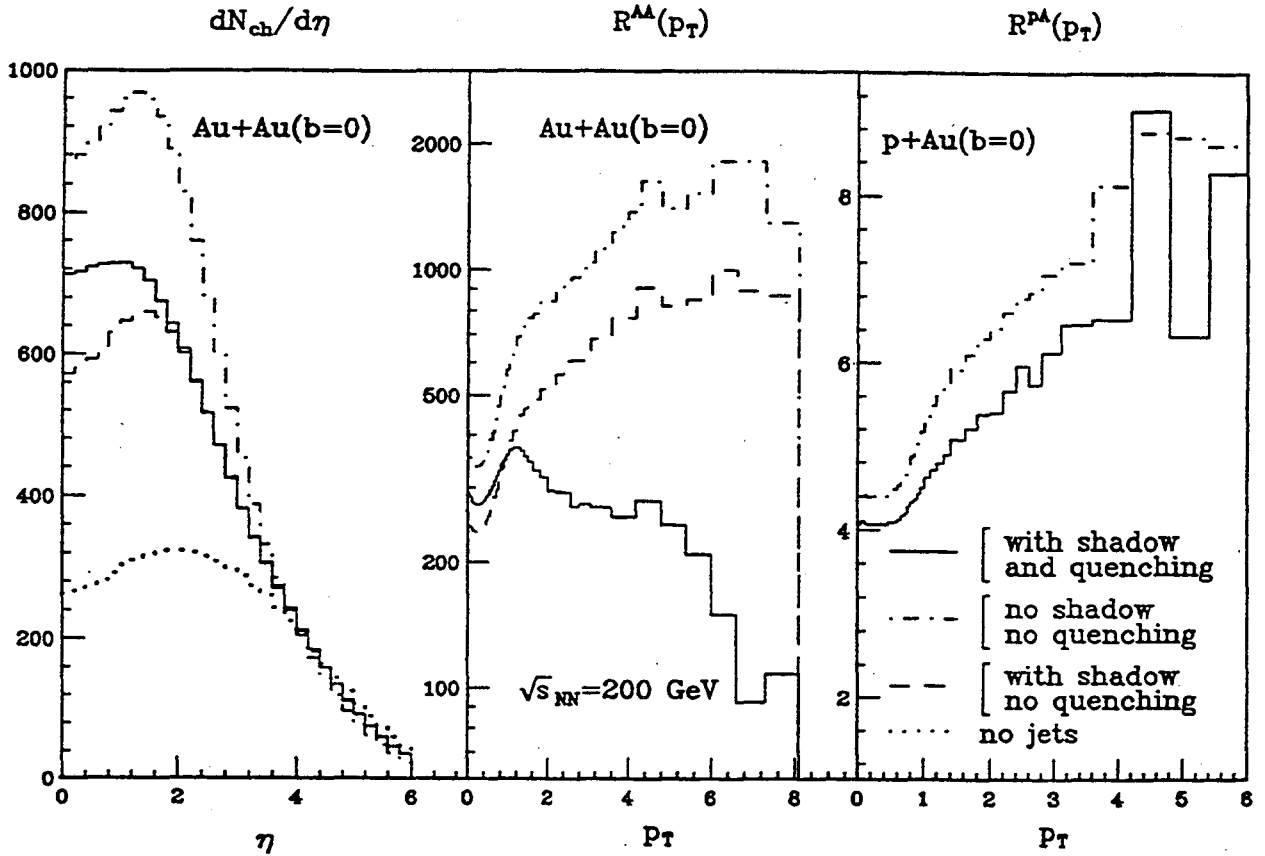 dN_ch/dη
R^AA(p_T)
R^pA(p_T)
1000
800
600
400
200
0
Au+Au(b=0)
0
2
4
6
η
2000
1000
500
200
100
Au+Au(b=0)
√s_NN=200 GeV
0
2
4
6
8
p_T
8
6
4
2
p+Au(b=0)
with shadow
and quenching
no shadow
no quenching
with shadow
no quenching
no jets
0
1
2
3
4
5
6
p_T